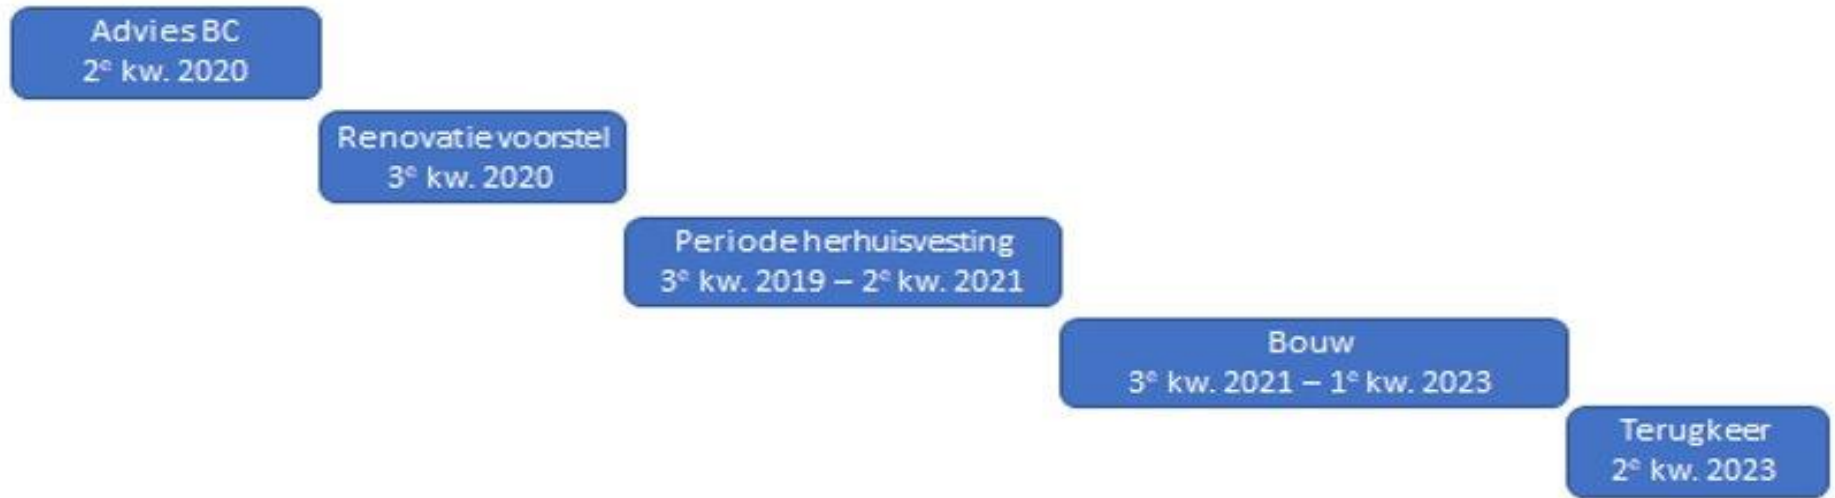 Advies BC
2e kw. 2020
Renovatie voorstel
3e kw. 2020
Periode herhuisvesting
3e kw. 2019 – 2e kw. 2021
Bouw
3e kw. 2021 – 1e kw. 2023
Terugkeer
2e kw. 2023